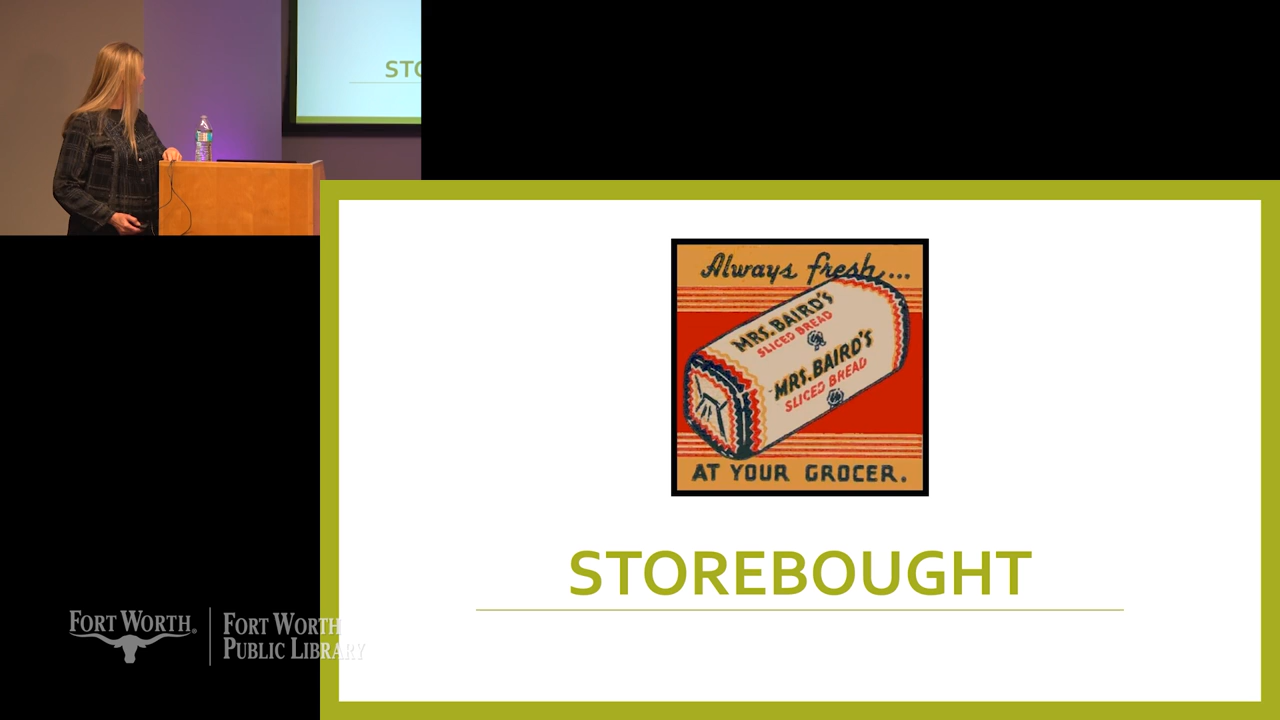 STO
Always fresh...
MRS. BAIRD'S
SLICED BREAD
MRS. BAIRD'S
SLICED BREAD
AT YOUR GROCER.
STOREBOUGHT
FORT WORTH®
FORT WORTH
PUBLIC LIBRARY